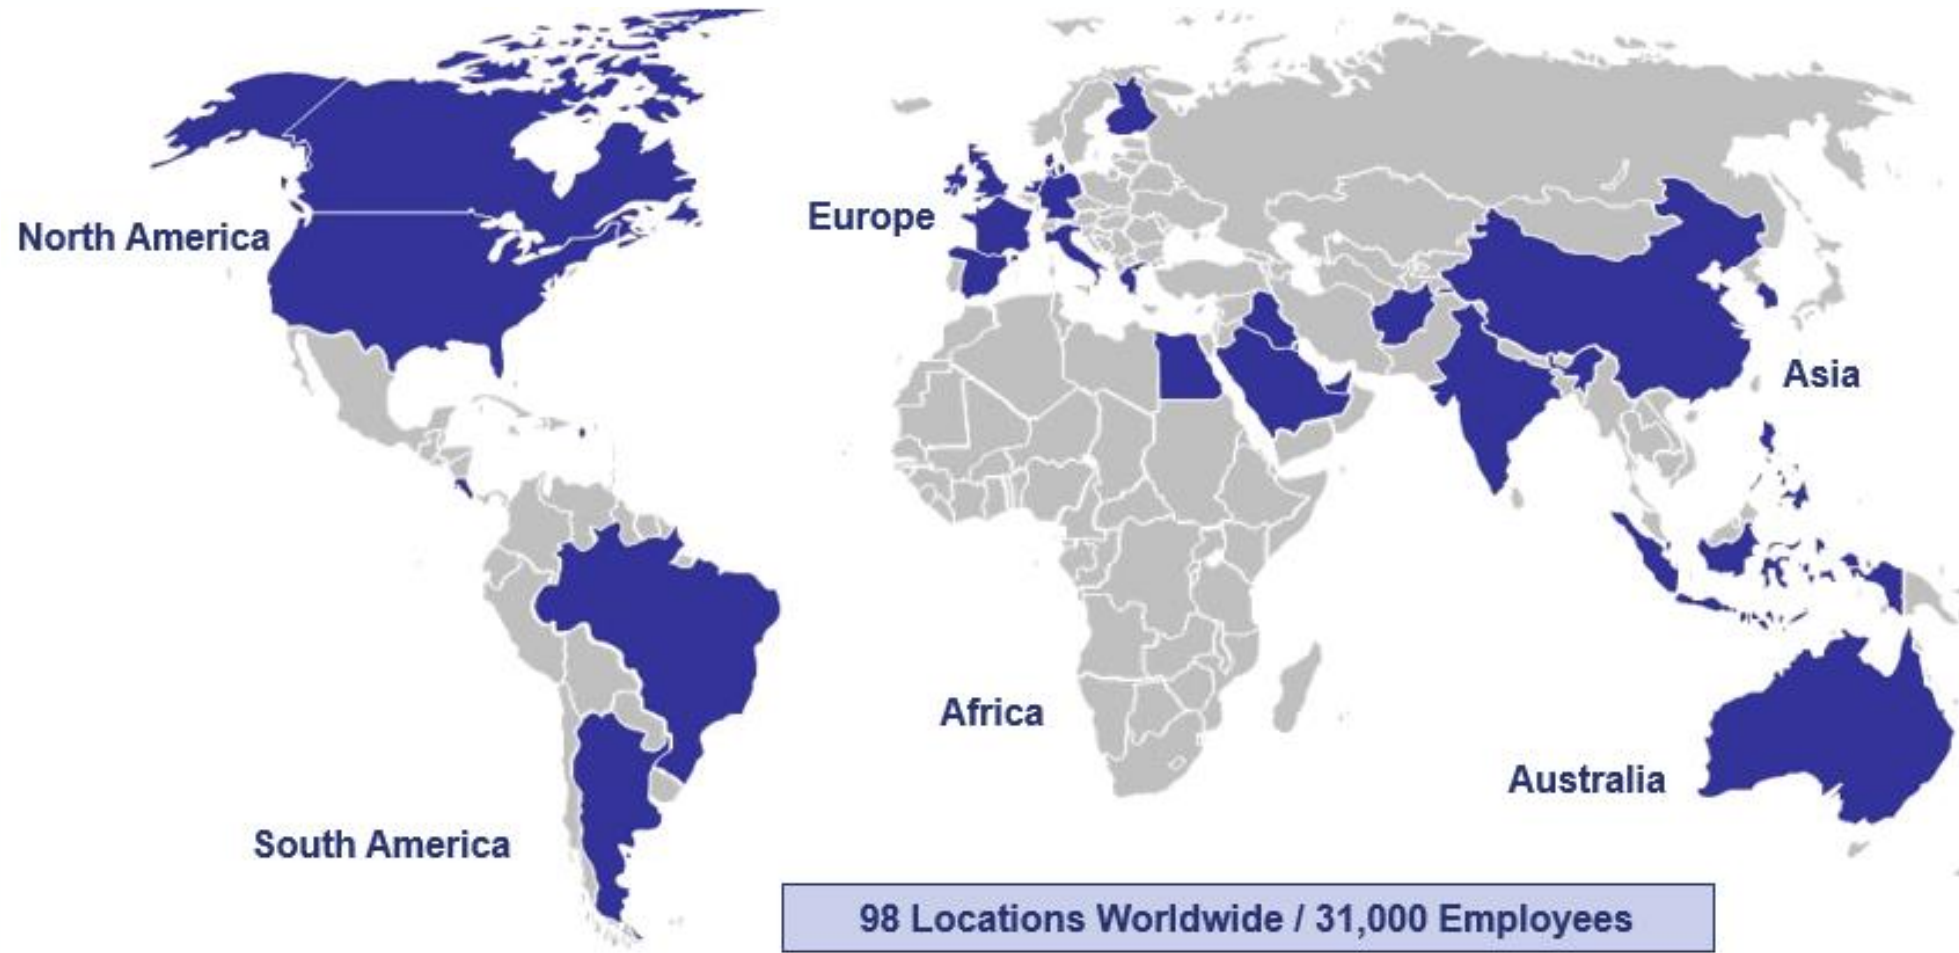 North America
Europe
Asia
Africa
Australia
South America
98 Locations Worldwide / 31,000 Employees